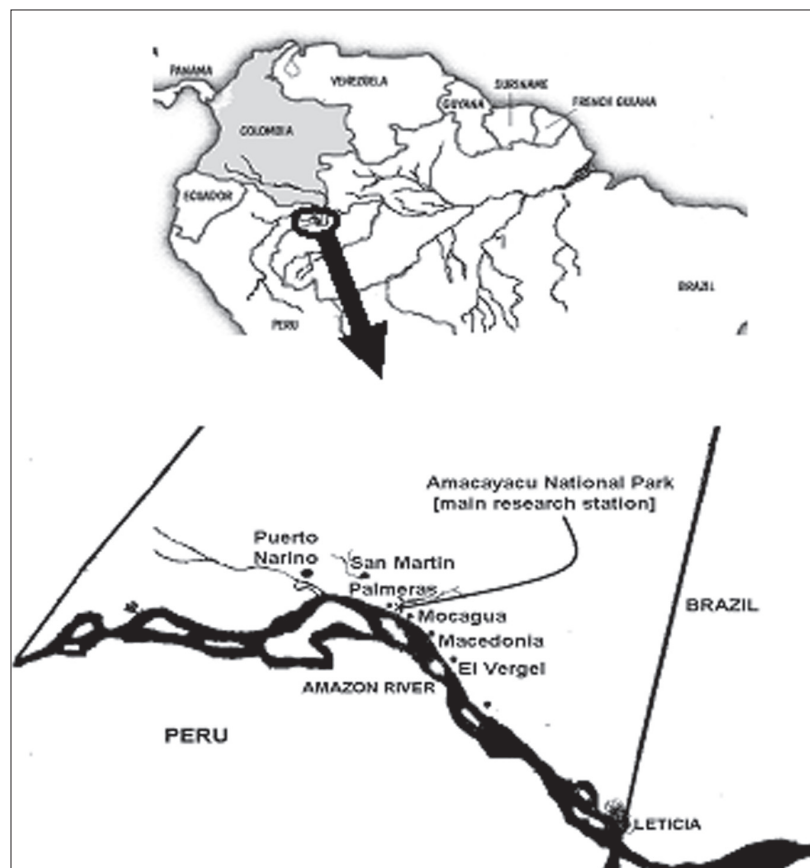 PANAMA
VENEZUELA
SURINAME
GUYANA
FRENCH GUIANA
COLOMBIA
ECUADOR
BRAZIL
PERU
Amacayacu National Park
[main research station]
Puerto
Narino
San Martin
Palmeras
BRAZIL
Mocagua
Macedonia
El Vergel
AMAZON RIVER
PERU
LETICIA